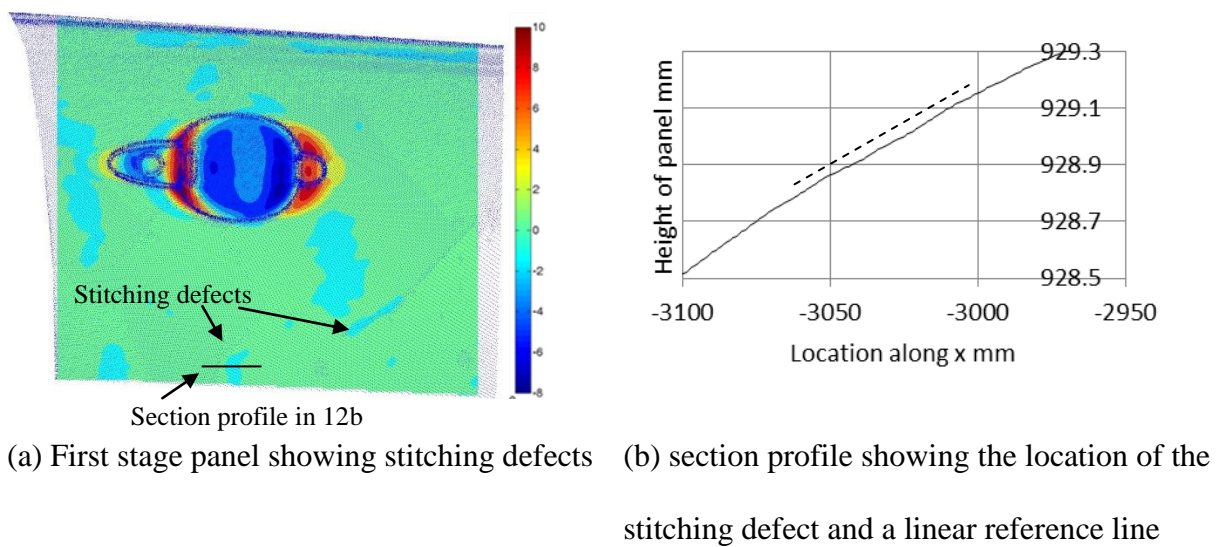 10
8
6
4
2
0
-2
-4
-6
-8
Stitching defects
Section profile in 12b
(a) First stage panel showing stitching defects
Height of panel mm
929.3
929.1
928.9
928.7
928.5
-3100 -3050 -3000 -2950
Location along x mm
(b) section profile showing the location of the
stitching defect and a linear reference line